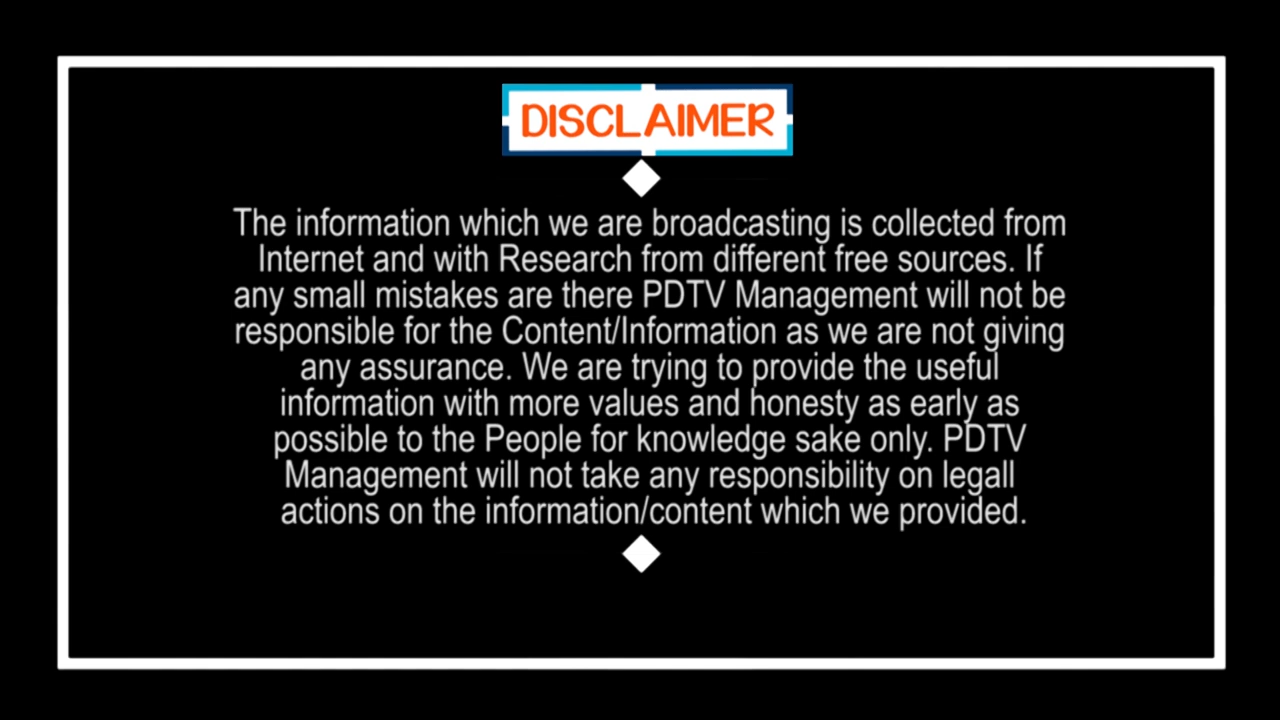 DISCLAIMER
The information which we are broadcasting is collected from
Internet and with Research from different free sources. If
any small mistakes are there PDTV Management will not be
responsible for the Content/Information as we are not giving
any assurance. We are trying to provide the useful
information with more values and honesty as early as
possible to the People for knowledge sake only. PDTV
Management will not take any responsibility on legall
actions on the information/content which we provided.